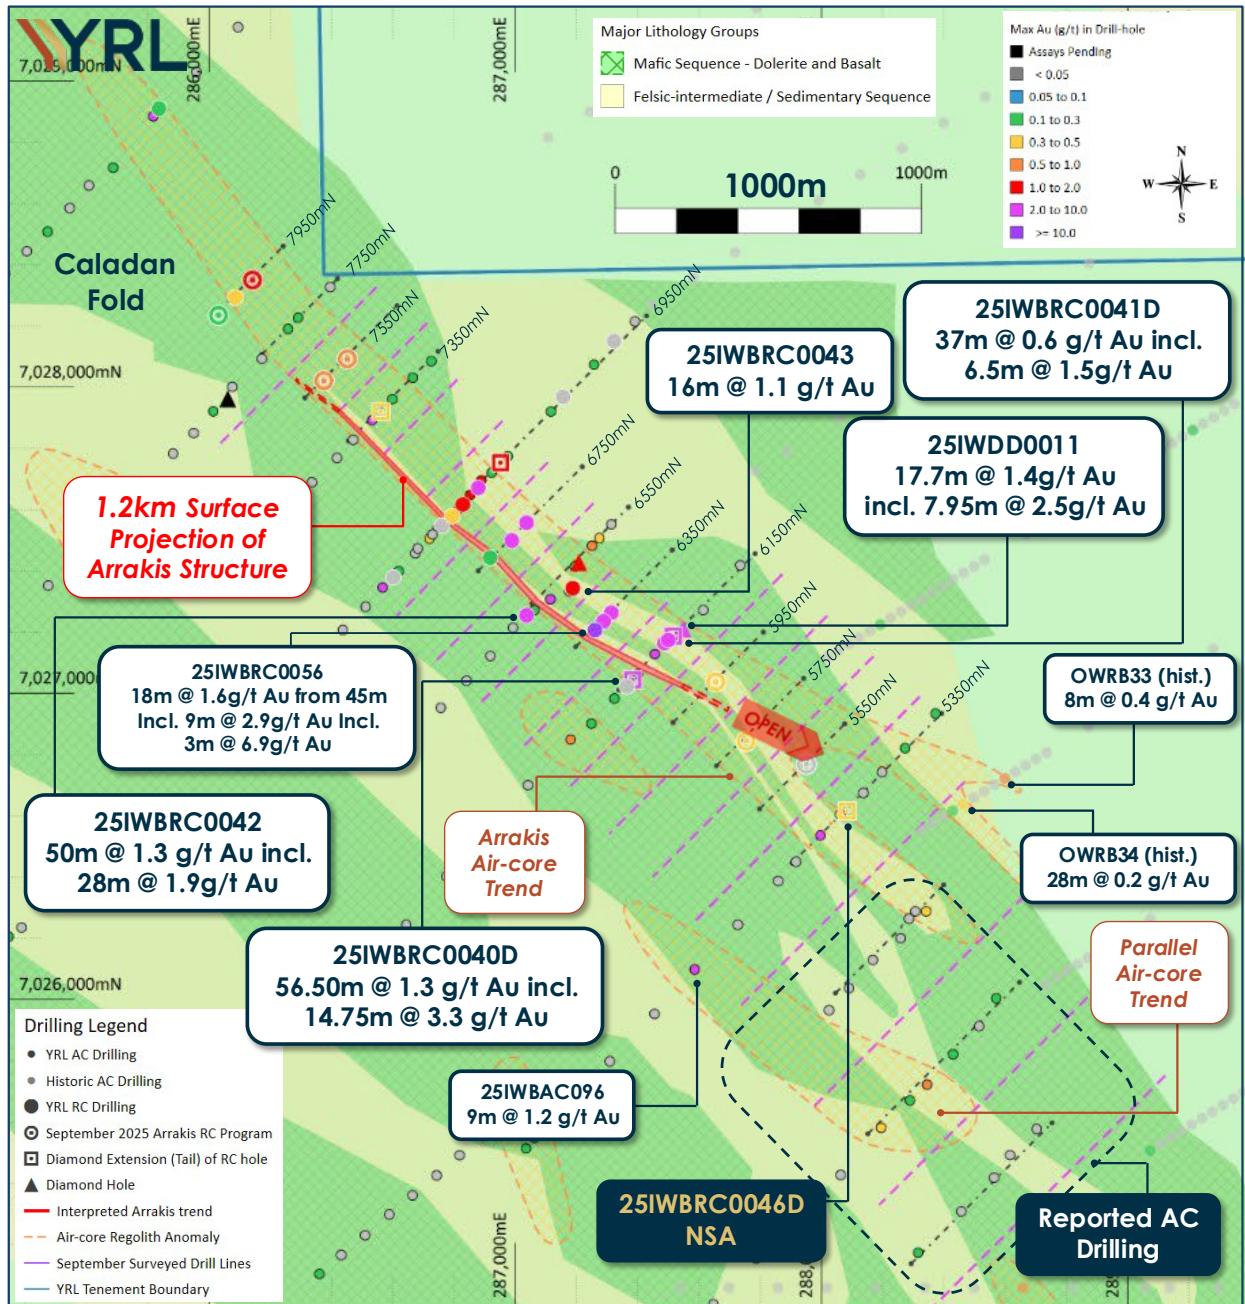 YRL
7,029,000mN
286,000mE
287,000mE
Major Lithology Groups
Mafic Sequence - Dolerite and Basalt
Felsic-intermediate / Sedimentary Sequence
Max Au (g/t) in Drill-hole
Assays Pending
< 0.05
0.05 to 0.1
0.1 to 0.3
0.3 to 0.5
0.5 to 1.0
1.0 to 2.0
2.0 to 10.0
>= 10.0
N
W
E
S
0
1000m
1000m
Caladan
Fold
7950mN
7750mN
7550mN
7350mN
6950mN
6750mN
6550mN
6350mN
6150mN
5950mN
5750mN
5550mN
5350mN
7,028,000mN
25IWBRC0041D
37m @ 0.6 g/t Au incl.
6.5m @ 1.5g/t Au
25IWBRC0043
16m @ 1.1 g/t Au
25IWDD0011
17.7m @ 1.4g/t Au
incl. 7.95m @ 2.5g/t Au
1.2km Surface
Projection of
Arrakis Structure
7,027,000mN
25IWBRC0056
18m @ 1.6g/t Au from 45m
Incl. 9m @ 2.9g/t Au Incl.
3m @ 6.9g/t Au
OPEN
OWRB33 (hist.)
8m @ 0.4 g/t Au
25IWBRC0042
50m @ 1.3 g/t Au incl.
28m @ 1.9g/t Au
Arrakis
Air-core
Trend
OWRB34 (hist.)
28m @ 0.2 g/t Au
25IWBRC0040D
56.50m @ 1.3 g/t Au incl.
14.75m @ 3.3 g/t Au
Parallel
Air-core
Trend
7,026,000mN
25IWBAC096
9m @ 1.2 g/t Au
25IWBRC0046D
NSA
Reported AC
Drilling
Drilling Legend
YRL AC Drilling
Historic AC Drilling
YRL RC Drilling
September 2025 Arrakis RC Program
Diamond Extension (Tail) of RC hole
Diamond Hole
Interpreted Arrakis trend
Air-core Regolith Anomaly
September Surveyed Drill Lines
YRL Tenement Boundary
287,000mE